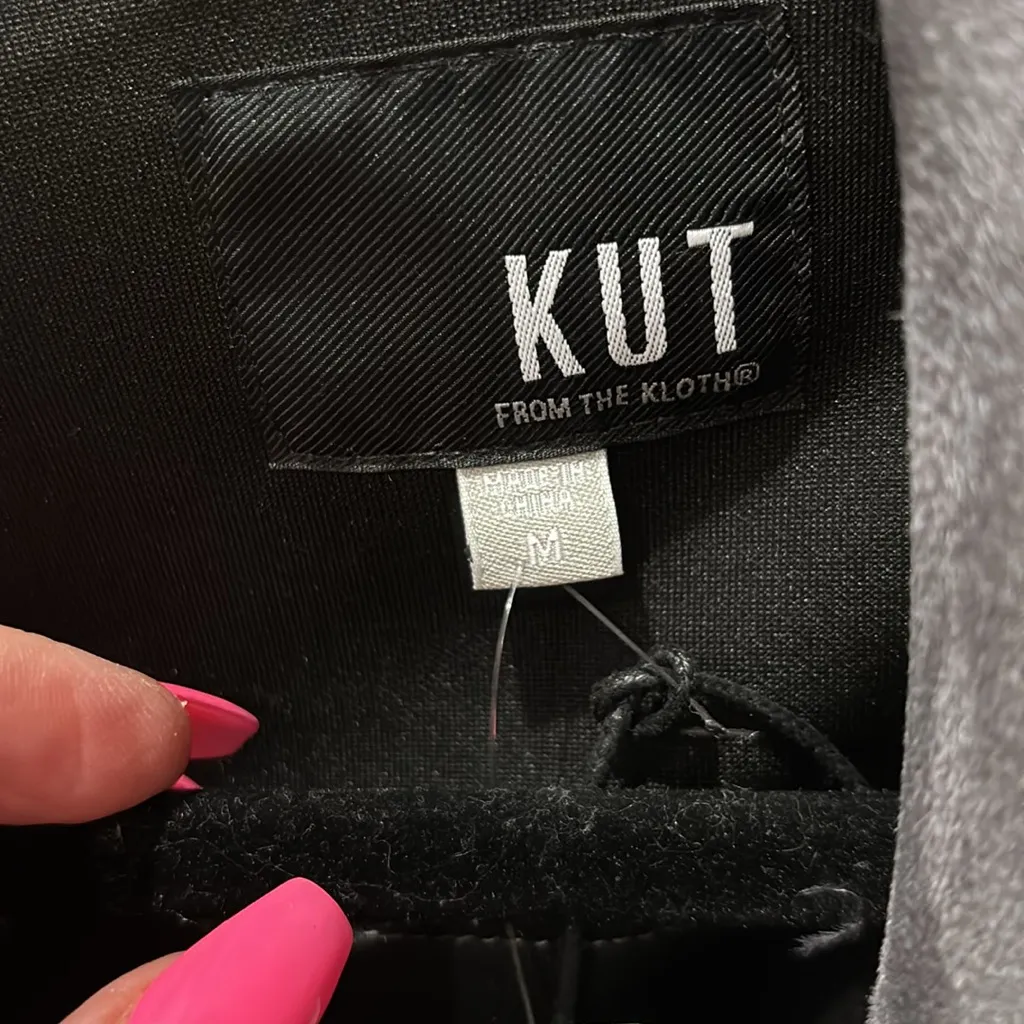 KUT
FROM THE KLOTH®
MADE IN
CHINA
M